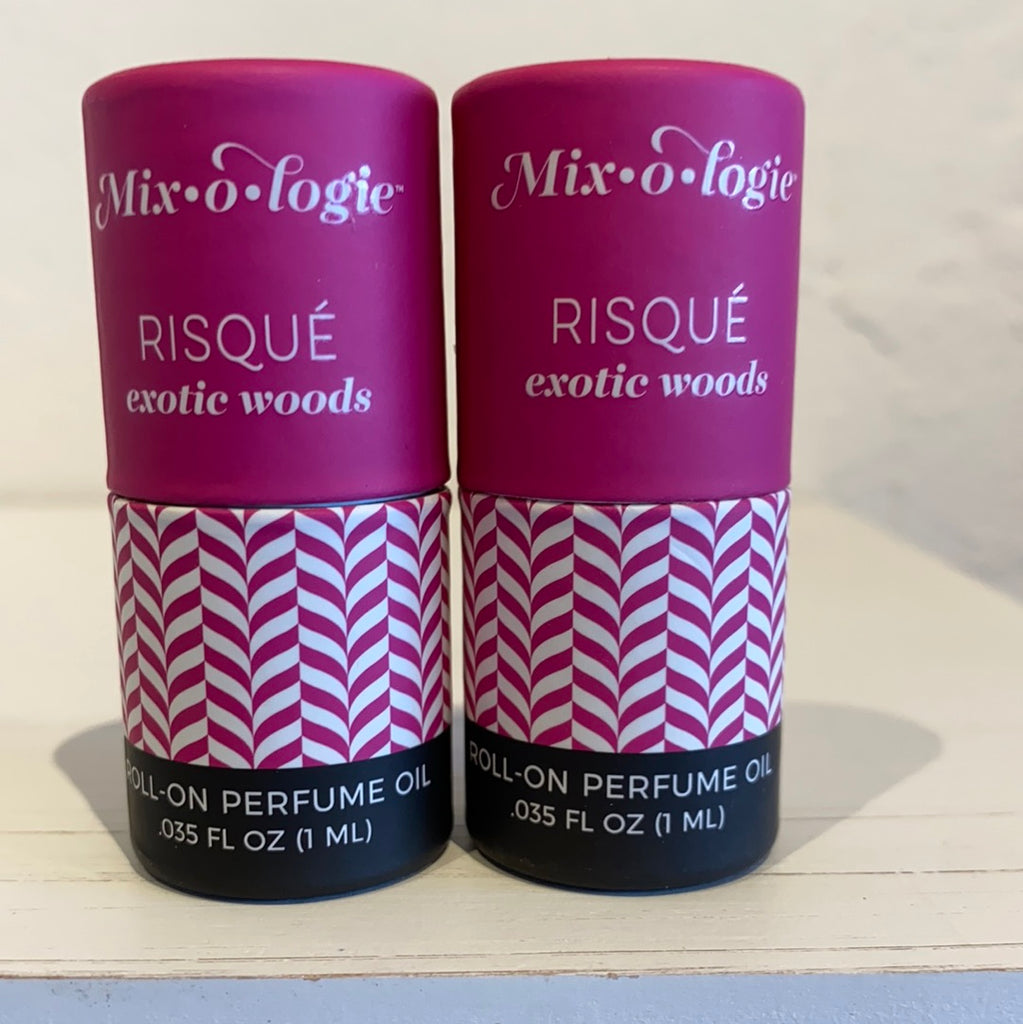 Mix•o•logie™
RISQUÉ
exotic woods
ROLL-ON PERFUME OIL
.035 FL OZ (1 ML)
Mix•o•logie
RISQUÉ
exotic woods
ROLL-ON PERFUME OIL
.035 FL OZ (1 ML)